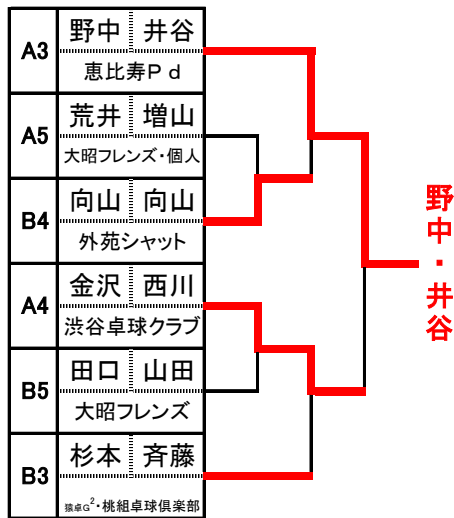 A3
野中 井谷
恵比寿Ｐｄ
A5
荒井 増山
大昭フレンズ・個人
B4
向山 向山
外苑シャット
A4
金沢 西川
渋谷卓球クラブ
B5
田口 山田
大昭フレンズ
B3
杉本 斉藤
猿卓G²・桃組卓球倶楽部
野中・井谷